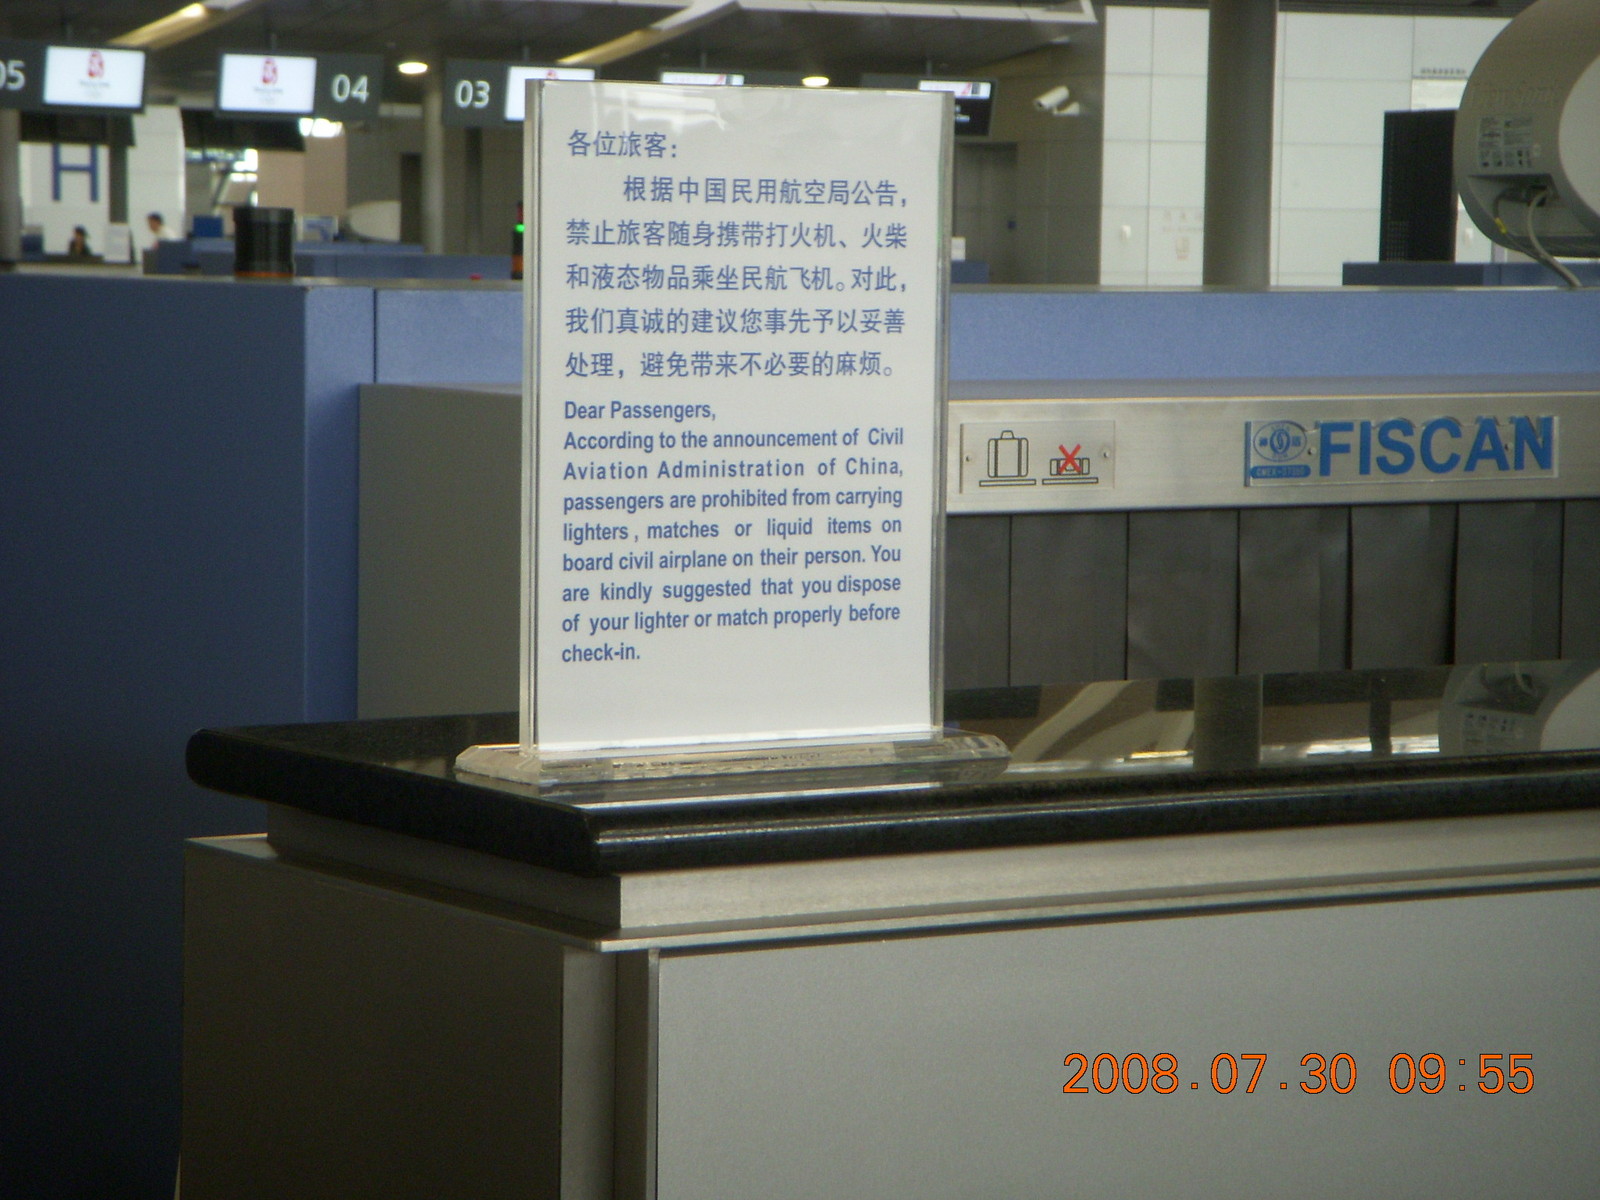 05
04
03
H
各位旅客：
根据中国民用航空局公告，
禁止旅客随身携带打火机、火柴
和液态物品乘坐民航飞机。对此，
我们真诚的建议您事先予以妥善
处理，避免带来不必要的麻烦。
Dear Passengers,
According to the announcement of Civil
Aviation Administration of China,
passengers are prohibited from carrying
lighters, matches or liquid items on
board civil airplane on their person. You
are kindly suggested that you dispose
of your lighter or match properly before
check-in.
FISCAN
2008.07.30 09:55